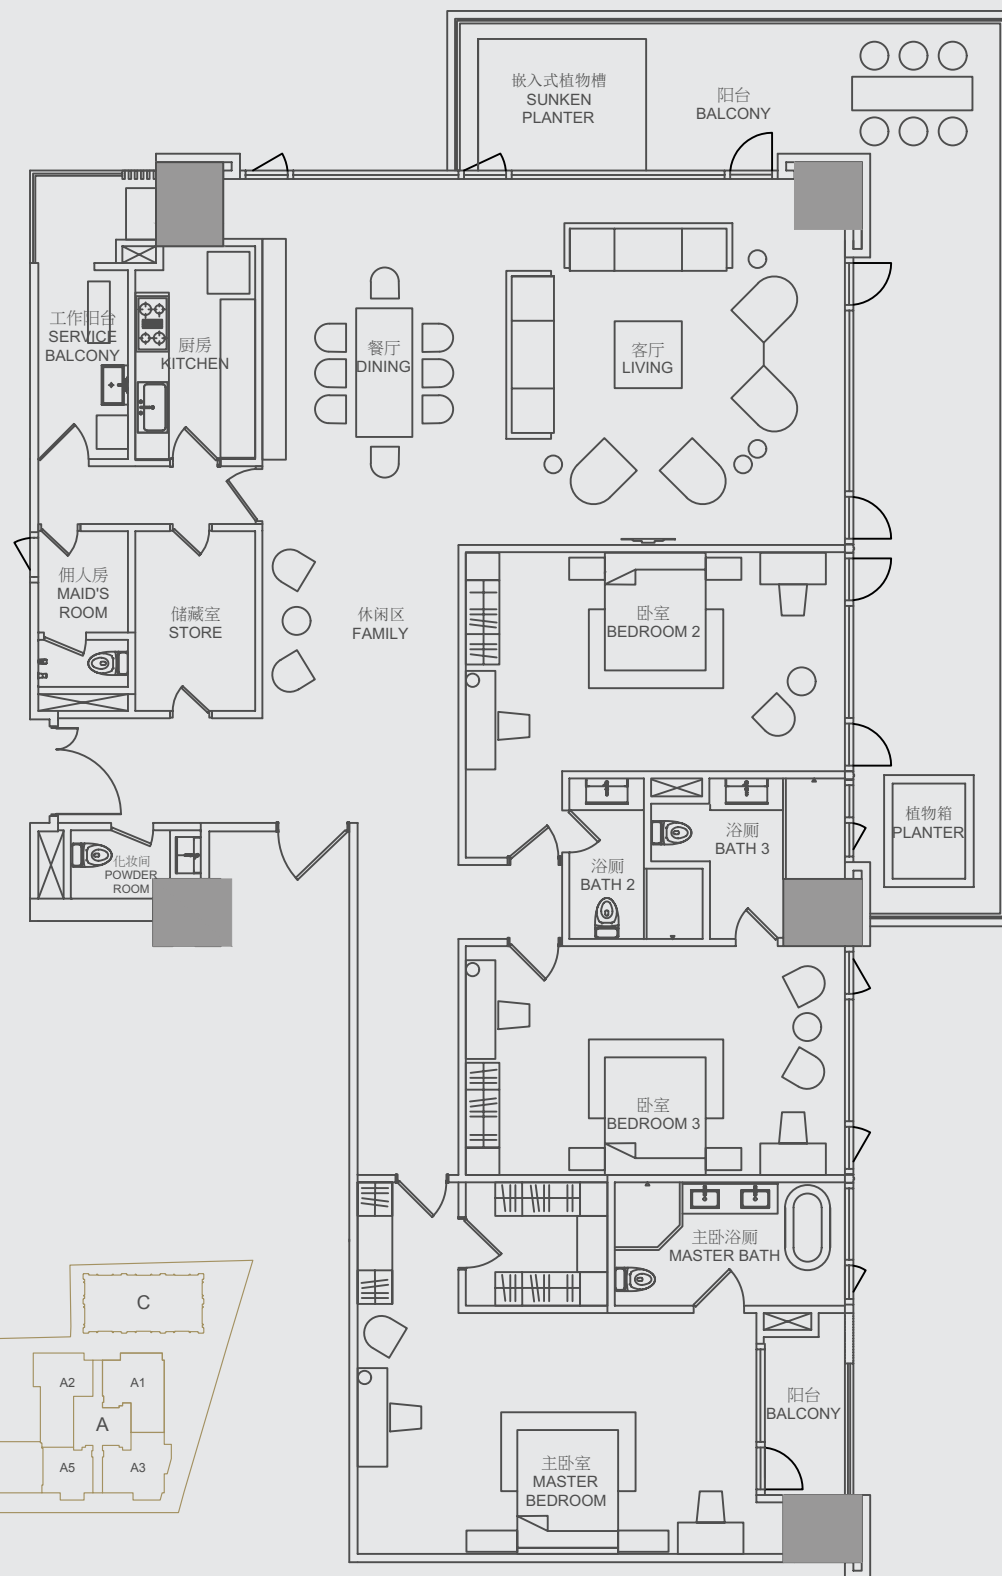 嵌入式植物槽
SUNKEN
PLANTER
阳台
BALCONY
工作阳台
SERVICE
BALCONY
厨房
KITCHEN
餐厅
DINING
客厅
LIVING
佣人房
MAID'S
ROOM
储藏室
STORE
休闲区
FAMILY
卧室
BEDROOM 2
植物箱
PLANTER
化妆间
POWDER
ROOM
浴厕
BATH 2
浴厕
BATH 3
卧室
BEDROOM 3
主卧浴厕
MASTER BATH
阳台
BALCONY
主卧室
MASTER
BEDROOM
C
A2
A1
A
A5
A3